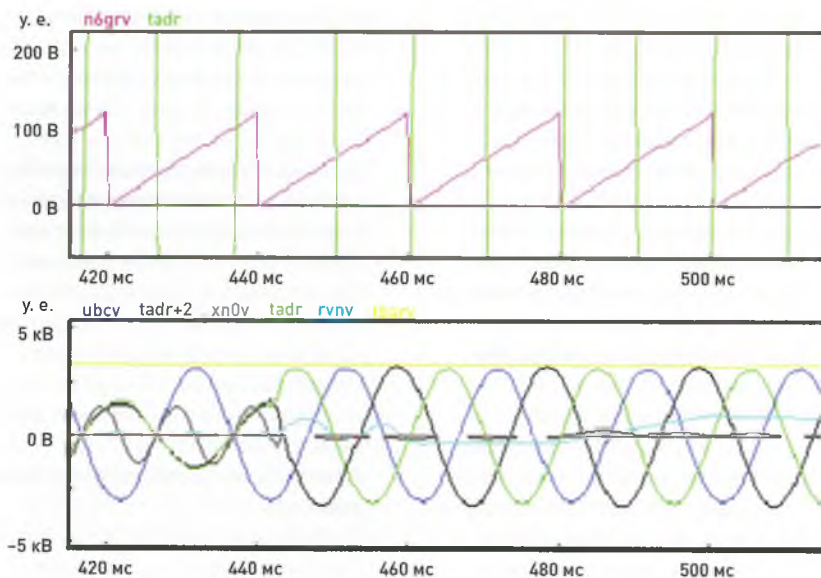 у. е. n6grv tadr
200 В
100 В
0 В
420 мс 440 мс 460 мс 480 мс 500 мс
у. е. ubcv tadr+2 xn0v tadr rvnv
5 кВ
0 В
-5 кВ
420 мс 440 мс 460 мс 480 мс 500 мс